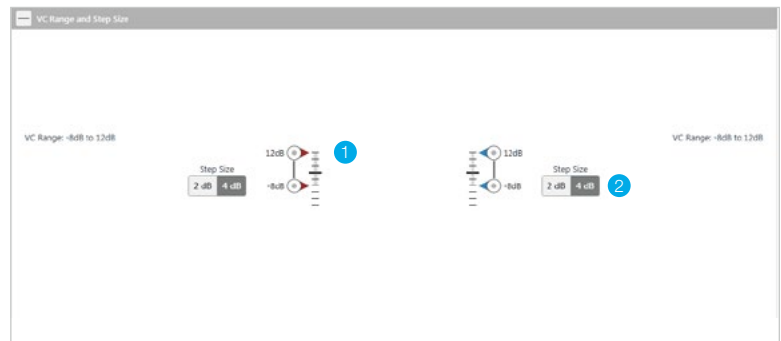 VC Range and Step Size
VC Range: -8dB to 12dB
VC Range: -8dB to 12dB
12dB
1
12dB
Step Size
2 dB 4 dB
-8dB
-8dB
Step Size
2 dB 4 dB
2